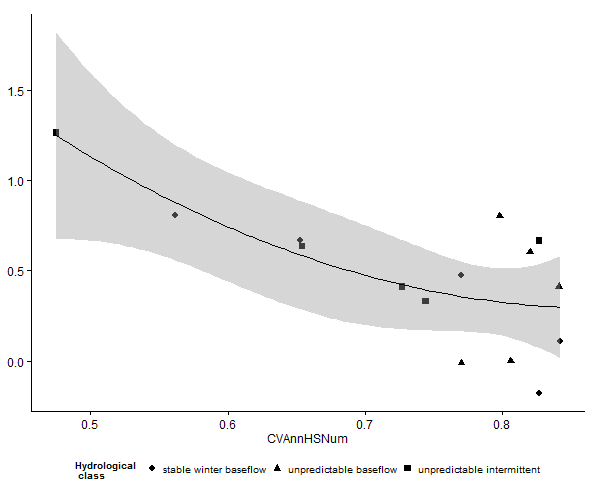 1.5
1.0
0.5
0.0
0.5 0.6 0.7 0.8
CVAnnHSNum
Hydrological
class
stable winter baseflow unpredictable baseflow unpredictable intermittent